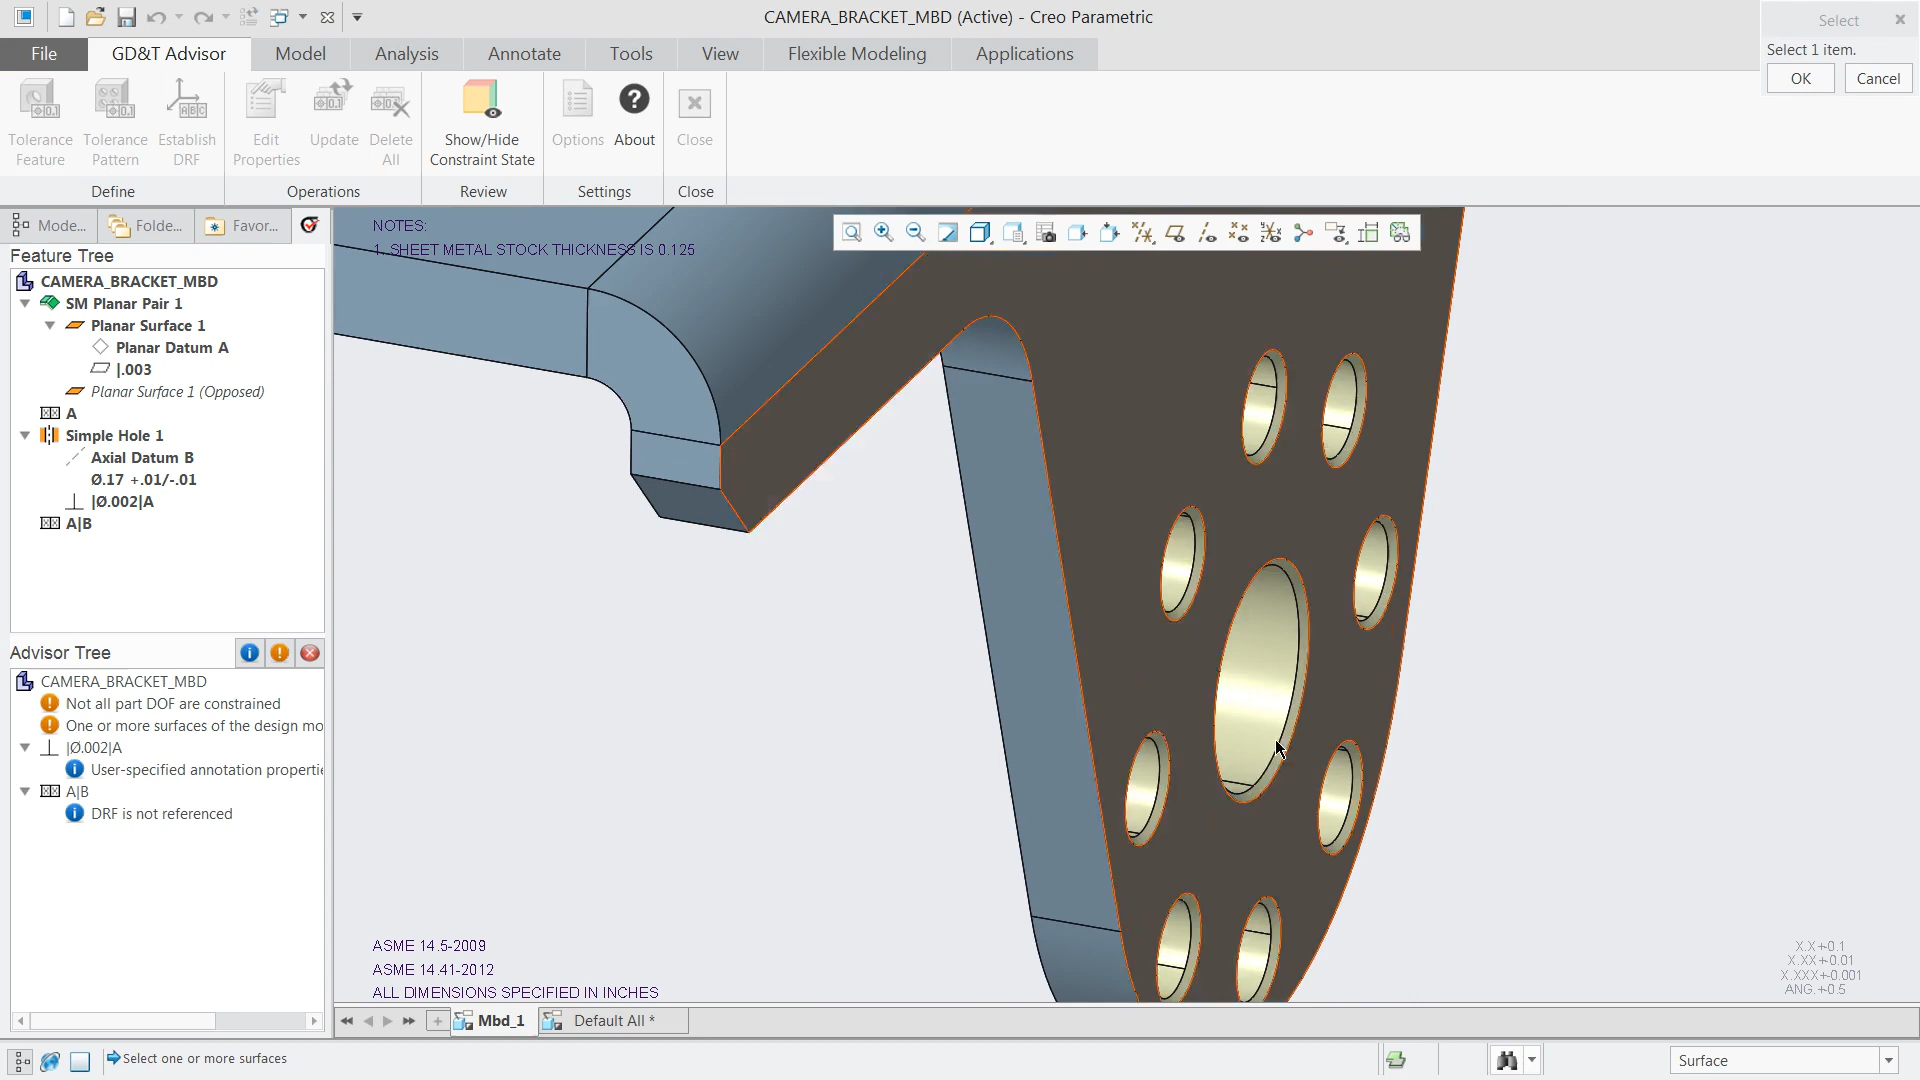 CAMERA_BRACKET_MBD (Active) - Creo Parametric
Select
Select 1 item.
OK
Cancel
File
GD&T Advisor
Model
Analysis
Annotate
Tools
View
Flexible Modeling
Applications
Tolerance Feature
Tolerance Pattern
Establish DRF
Edit Properties
Update
Delete All
Show/Hide Constraint State
Options
About
Close
Define
Operations
Review
Settings
Close
Mode...
Folde...
Favor...
Feature Tree
CAMERA_BRACKET_MBD
SM Planar Pair 1
Planar Surface 1
Planar Datum A
|.003
Planar Surface 1 (Opposed)
A
Simple Hole 1
Axial Datum B
Ø.17 +.01/-.01
|Ø.002|A
A|B
Advisor Tree
CAMERA_BRACKET_MBD
Not all part DOF are constrained
One or more surfaces of the design mo
|Ø.002|A
User-specified annotation properti
A|B
DRF is not referenced
NOTES:
1. SHEET METAL STOCK THICKNESS IS 0.125
ASME 14.5-2009
ASME 14.41-2012
ALL DIMENSIONS SPECIFIED IN INCHES
X.X+-0.1
X.XX+-0.01
X.XXX+-0.001
ANG.+-0.5
Mbd_1
Default All *
Select one or more surfaces
Surface